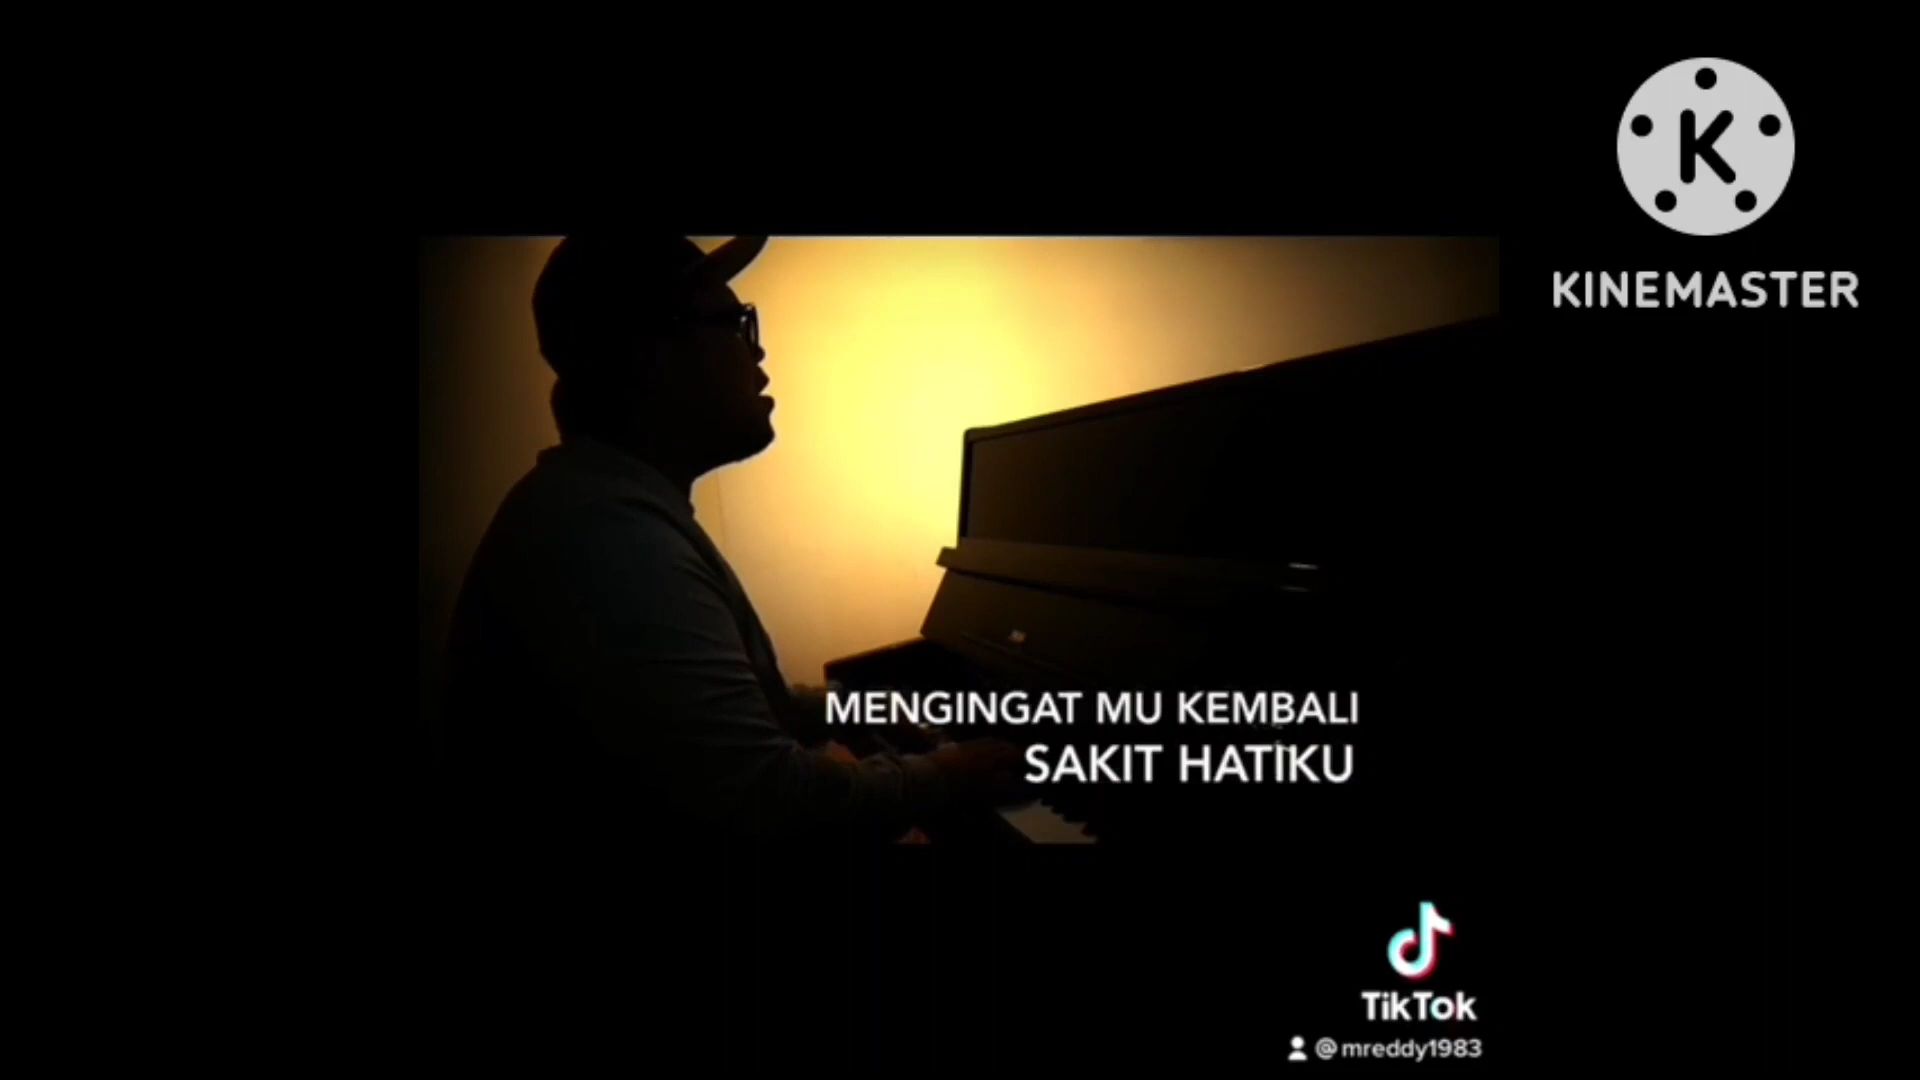 K
KINEMASTER
MENGINGAT MU KEMBALI
SAKIT HATIKU
TikTok
@mreddy1983